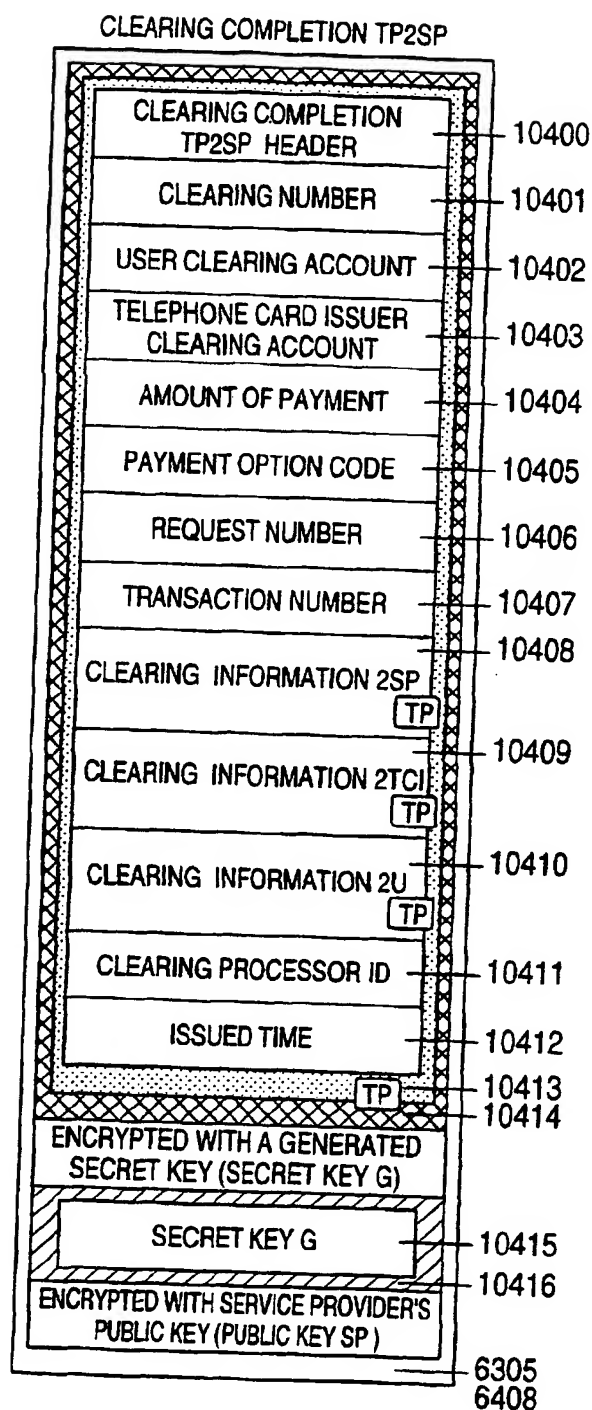 CLEARING COMPLETION TP2SP
CLEARING COMPLETION
TP2SP HEADER
10400
CLEARING NUMBER
10401
USER CLEARING ACCOUNT
10402
TELEPHONE CARD ISSUER
CLEARING ACCOUNT
10403
AMOUNT OF PAYMENT
10404
PAYMENT OPTION CODE
10405
REQUEST NUMBER
10406
TRANSACTION NUMBER
10407
10408
CLEARING INFORMATION 2SP
TP
10409
CLEARING INFORMATION 2TCI
TP
10410
CLEARING INFORMATION 2U
TP
CLEARING PROCESSOR ID
10411
ISSUED TIME
10412
TP
10413
10414
ENCRYPTED WITH A GENERATED
SECRET KEY (SECRET KEY G)
SECRET KEY G
10415
10416
ENCRYPTED WITH SERVICE PROVIDER'S
PUBLIC KEY (PUBLIC KEY SP )
6305
6408